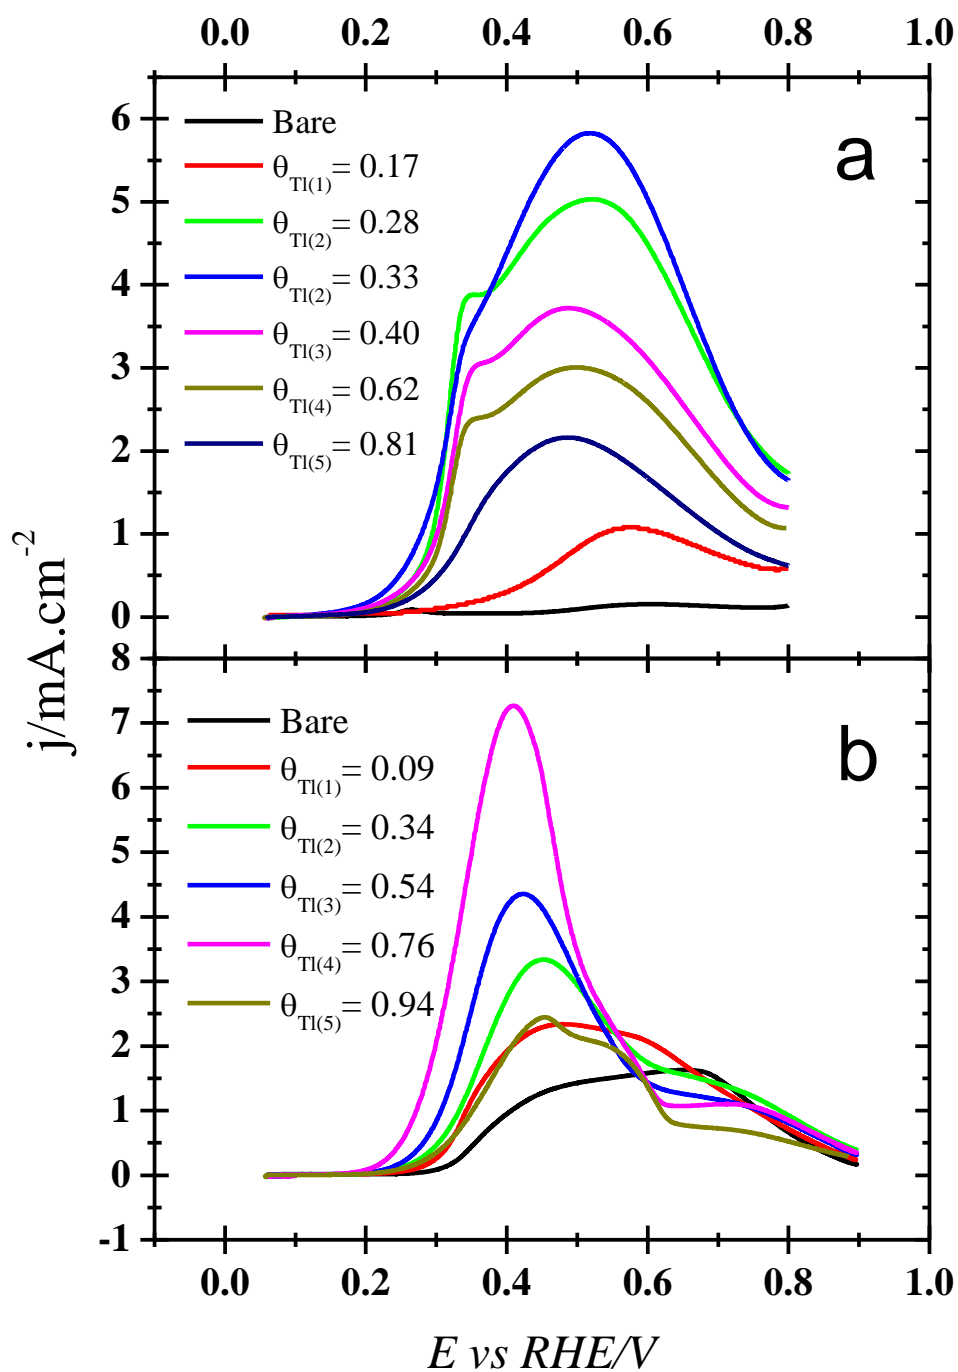 0.0 0.2 0.4 0.6 0.8 1.0
a
6
5
4
3
2
1
0
Bare
θTl(1)= 0.17
θTl(2)= 0.28
θTl(2)= 0.33
θTl(3)= 0.40
θTl(4)= 0.62
θTl(5)= 0.81
j/mA.cm-2
b
8
7
6
5
4
3
2
1
0
-1
Bare
θTl(1)= 0.09
θTl(2)= 0.34
θTl(3)= 0.54
θTl(4)= 0.76
θTl(5)= 0.94
0.0 0.2 0.4 0.6 0.8 1.0
E vs RHE/V